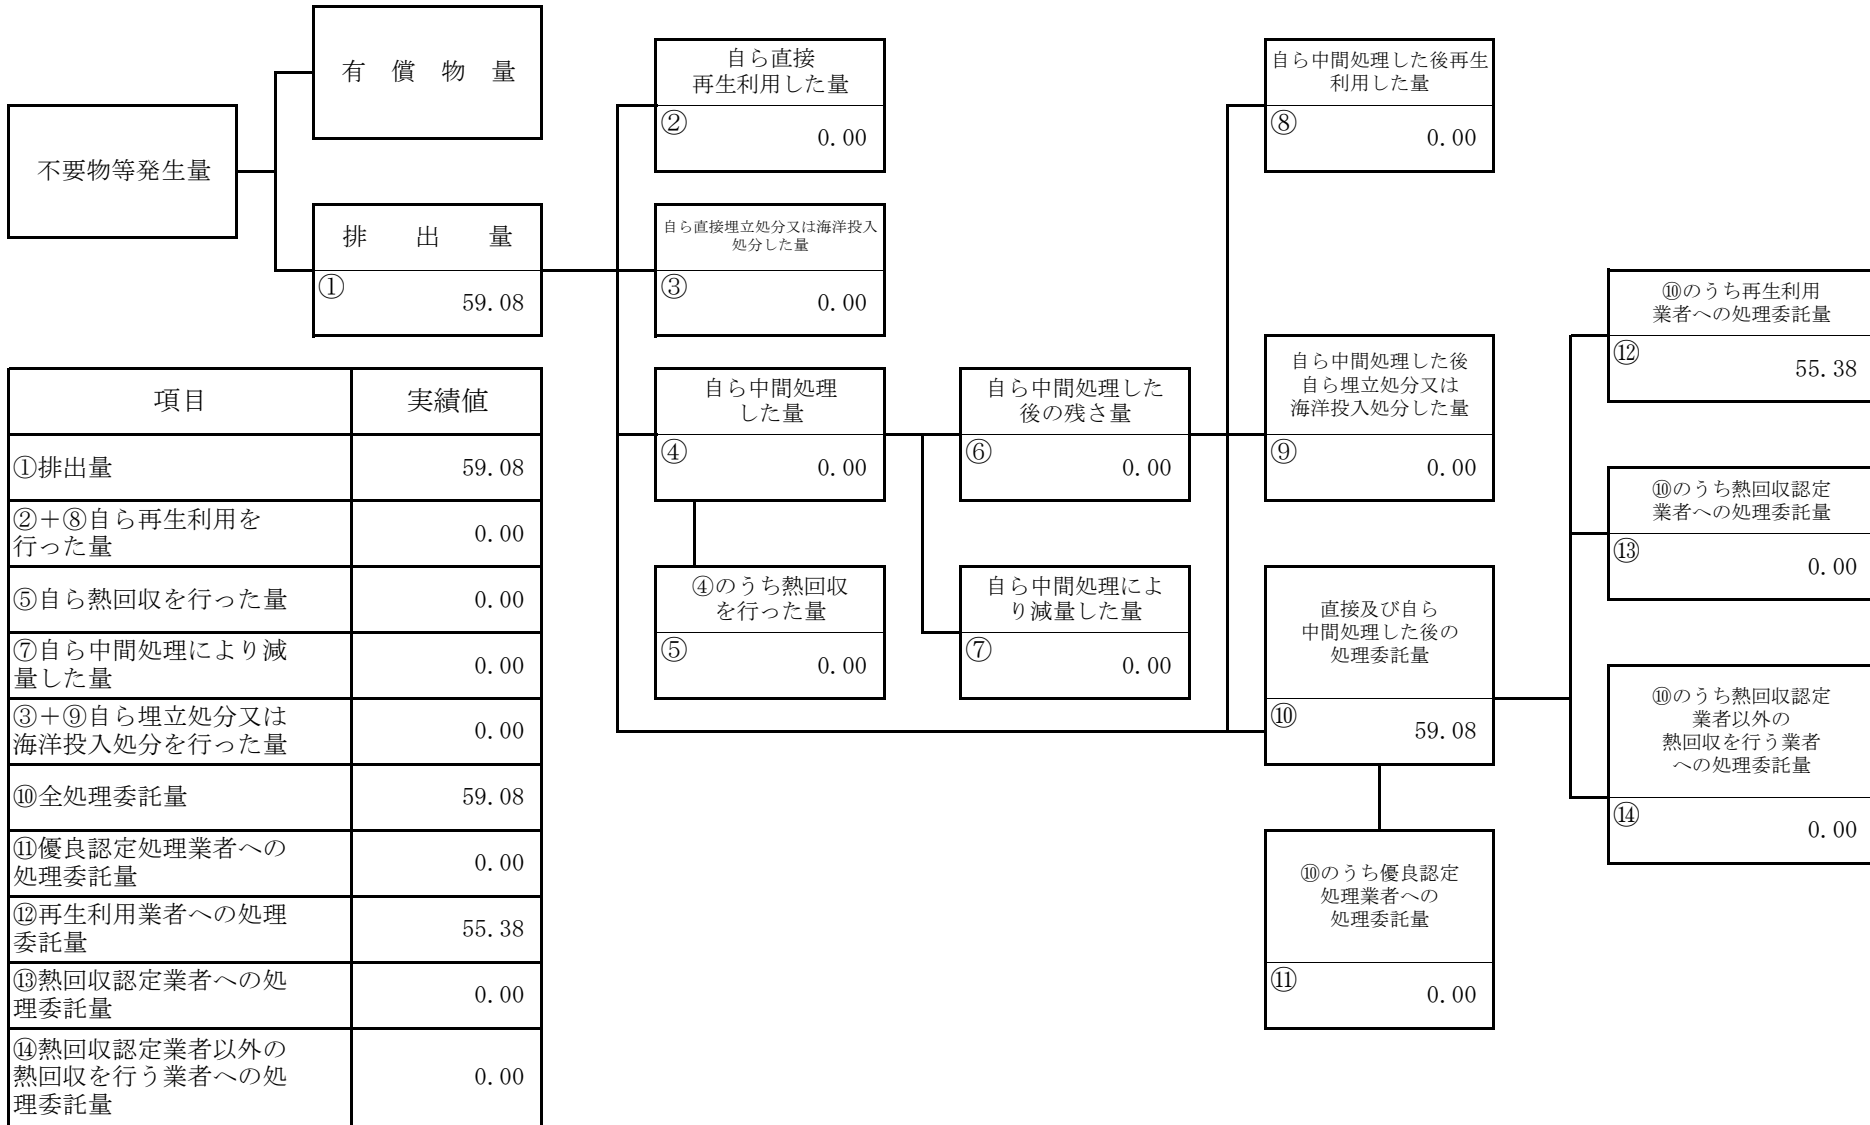 有　償　物　量
不要物等発生量
排　出　量
①
59.08
自ら直接
再生利用した量
②
0.00
自ら直接埋立処分又は海洋投入
処分した量
③
0.00
自ら中間処理
した量
④
0.00
④のうち熱回収
を行った量
⑤
0.00
自ら中間処理した
後の残さ量
⑥
0.00
自ら中間処理によ
り減量した量
⑦
0.00
自ら中間処理した後再生
利用した量
⑧
0.00
自ら中間処理した後
自ら埋立処分又は
海洋投入処分した量
⑨
0.00
直接及び自ら
中間処理した後の
処理委託量
⑩
59.08
⑩のうち優良認定
処理業者への
処理委託量
⑪
0.00
⑩のうち再生利用
業者への処理委託量
⑫
55.38
⑩のうち熱回収認定
業者への処理委託量
⑬
0.00
⑩のうち熱回収認定
業者以外の
熱回収を行う業者
への処理委託量
⑭
0.00
項目　実績値
①排出量　59.08
②＋⑧自ら再生利用を
行った量　0.00
⑤自ら熱回収を行った量　0.00
⑦自ら中間処理により減
量した量　0.00
③＋⑨自ら埋立処分又は
海洋投入処分を行った量　0.00
⑩全処理委託量　59.08
⑪優良認定処理業者への
処理委託量　0.00
⑫再生利用業者への処理
委託量　55.38
⑬熱回収認定業者への処
理委託量　0.00
⑭熱回収認定業者以外の
熱回収を行う業者への処
理委託量　0.00